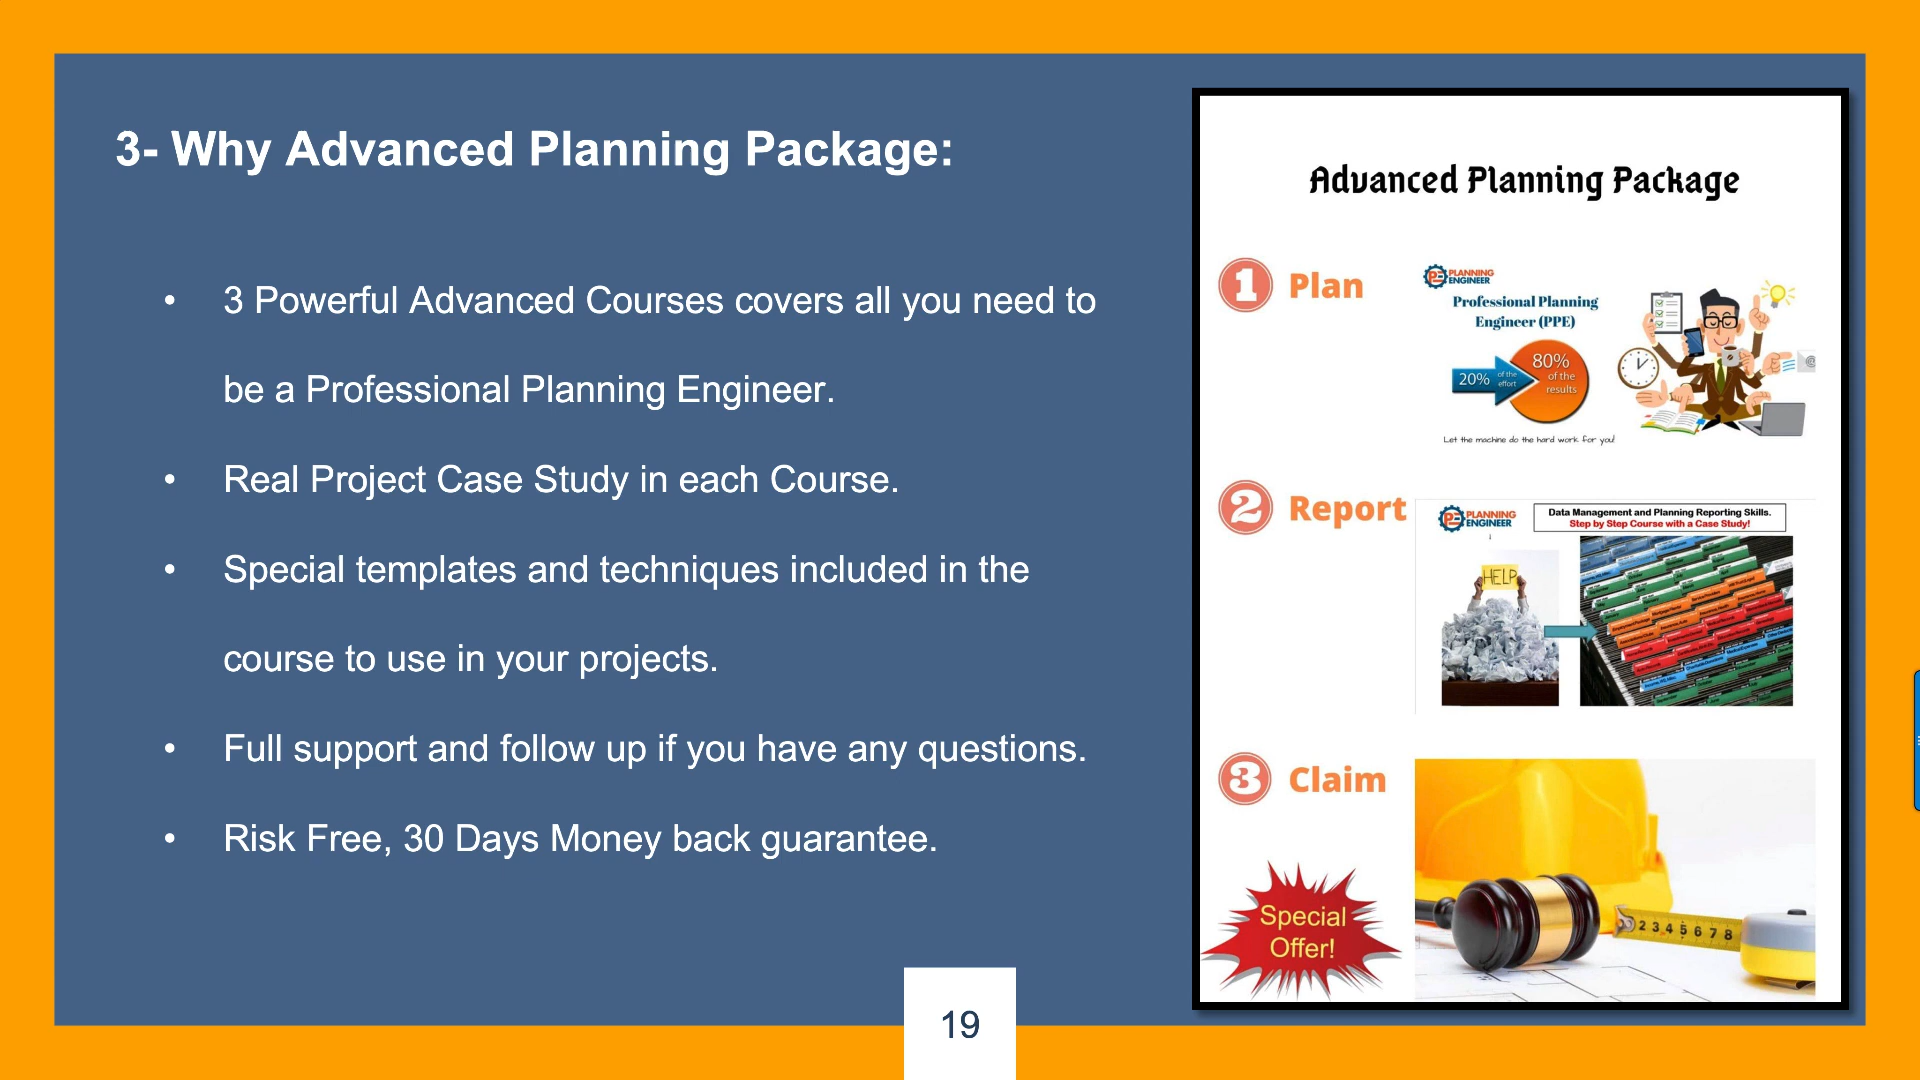 3- Why Advanced Planning Package:
• 3 Powerful Advanced Courses covers all you need to
be a Professional Planning Engineer.
• Real Project Case Study in each Course.
• Special templates and techniques included in the
course to use in your projects.
• Full support and follow up if you have any questions.
• Risk Free, 30 Days Money back guarantee.
19
Advanced Planning Package
1 Plan
PLANNING
ENGINEER
Professional Planning
Engineer (PPE)
20% of the effort
80%
of the
results
Let the machine do the hard work for you!
2 Report
PLANNING
ENGINEER
Data Management and Planning Reporting Skills.
Step by Step Course with a Case Study!
HELP
3 Claim
Special
Offer!
2 3 4 5 6 7 8